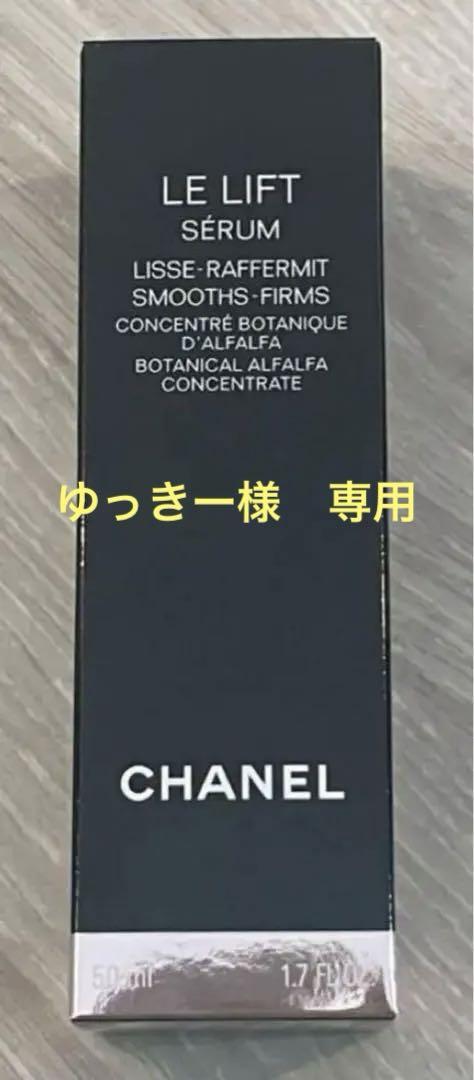 LE LIFT
SÉRUM
LISSE-RAFFERMIT
SMOOTHS-FIRMS
CONCENTRÉ BOTANIQUE
D'ALFALFA
BOTANICAL ALFALFA
CONCENTRATE
ゆっきー様　専用
CHANEL
50 ml 1.7 FL.OZ.